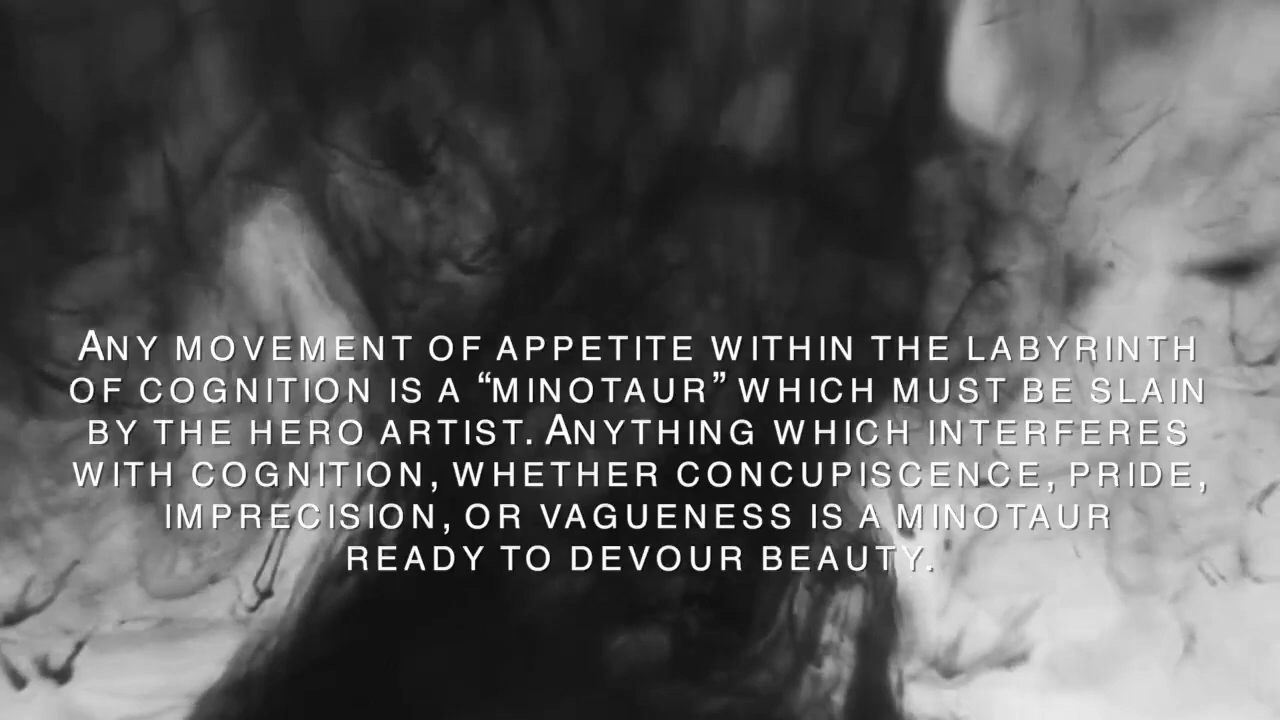 ANY MOVEMENT OF APPETITE WITHIN THE LABYRINTH
OF COGNITION IS A “MINOTAUR” WHICH MUST BE SLAIN
BY THE HERO ARTIST. ANYTHING WHICH INTERFERES
WITH COGNITION, WHETHER CONCUPISCENCE, PRIDE,
IMPRECISION, OR VAGUENESS IS A MINOTAUR
READY TO DEVOUR BEAUTY.